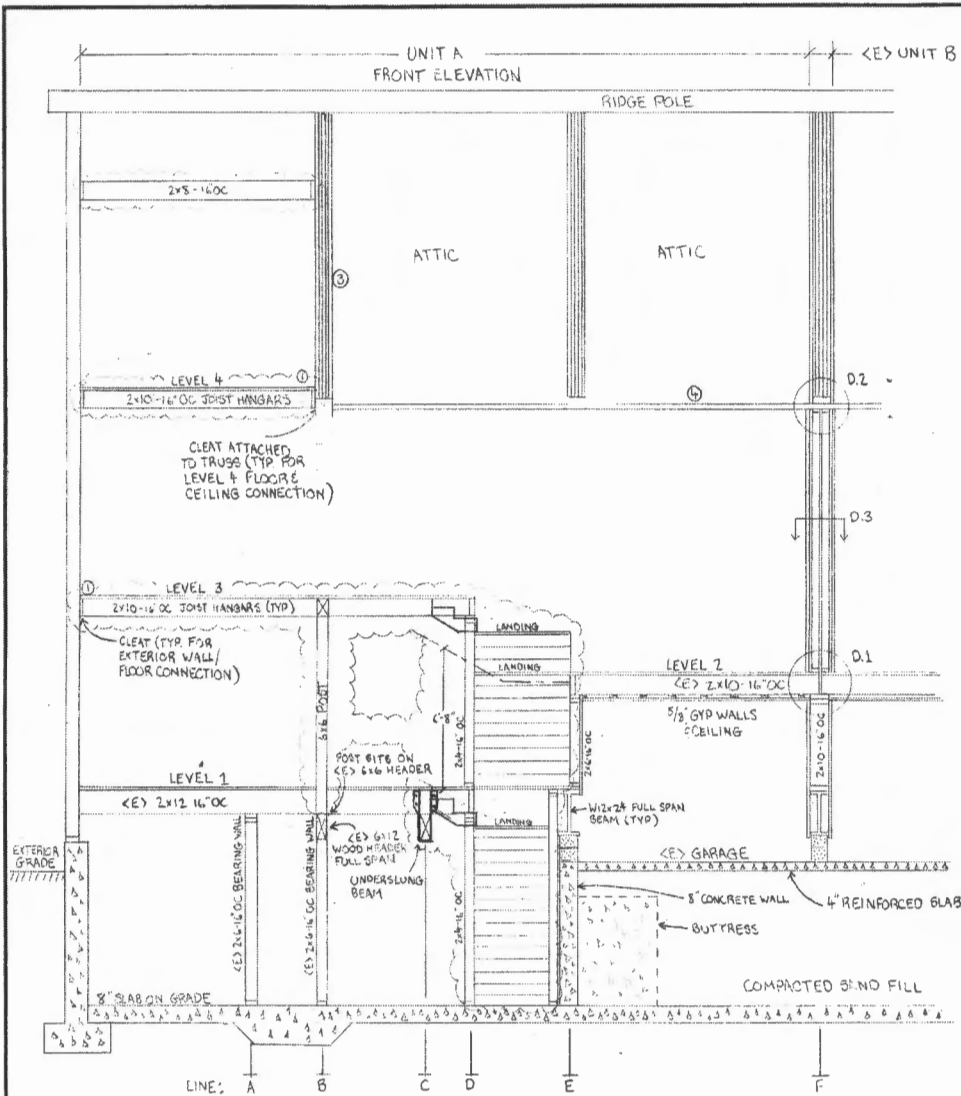 UNIT A
<E> UNIT B
FRONT ELEVATION
RIDGE POLE
2x8-16"OC
ATTIC
ATTIC
3
LEVEL 4
1
2x10-16"OC JOIST HANGARS
4
D.2
CLEAT ATTACHED
TO TRUSS (TYP. FOR
LEVEL 4 FLOOR &
CEILING CONNECTION)
D.3
1
LEVEL 3
2x10-16"OC JOIST HANGARS (TYP)
CLEAT (TYP. FOR
EXTERIOR WALL/
FLOOR CONNECTION)
LANDING
LANDING
LEVEL 2
D.1
<E> 2x10-16"OC
6x6 POST
6'-8"
2x4-16"OC
2x6-16"OC
5/8" GYP WALLS
& CEILING
2x10-16"OC
POST SITS ON
<E> 6x6 HEADER
LEVEL 1
<E> 2x12 16"OC
W12x24 FULL SPAN
BEAM (TYP)
LANDING
<E> 6x12
WOOD HEADER
FULL SPAN
UNDERSLUNG
BEAM
EXTERIOR
GRADE
<E> 2x6-16"OC BEARING WALL
<E> 2x6-16"OC BEARING WALL
2x4-16"OC
<E> GARAGE
8" CONCRETE WALL
4" REINFORCED SLAB
BUTTRESS
COMPACTED SAND FILL
8" SLAB ON GRADE
LINE: A B C D E F